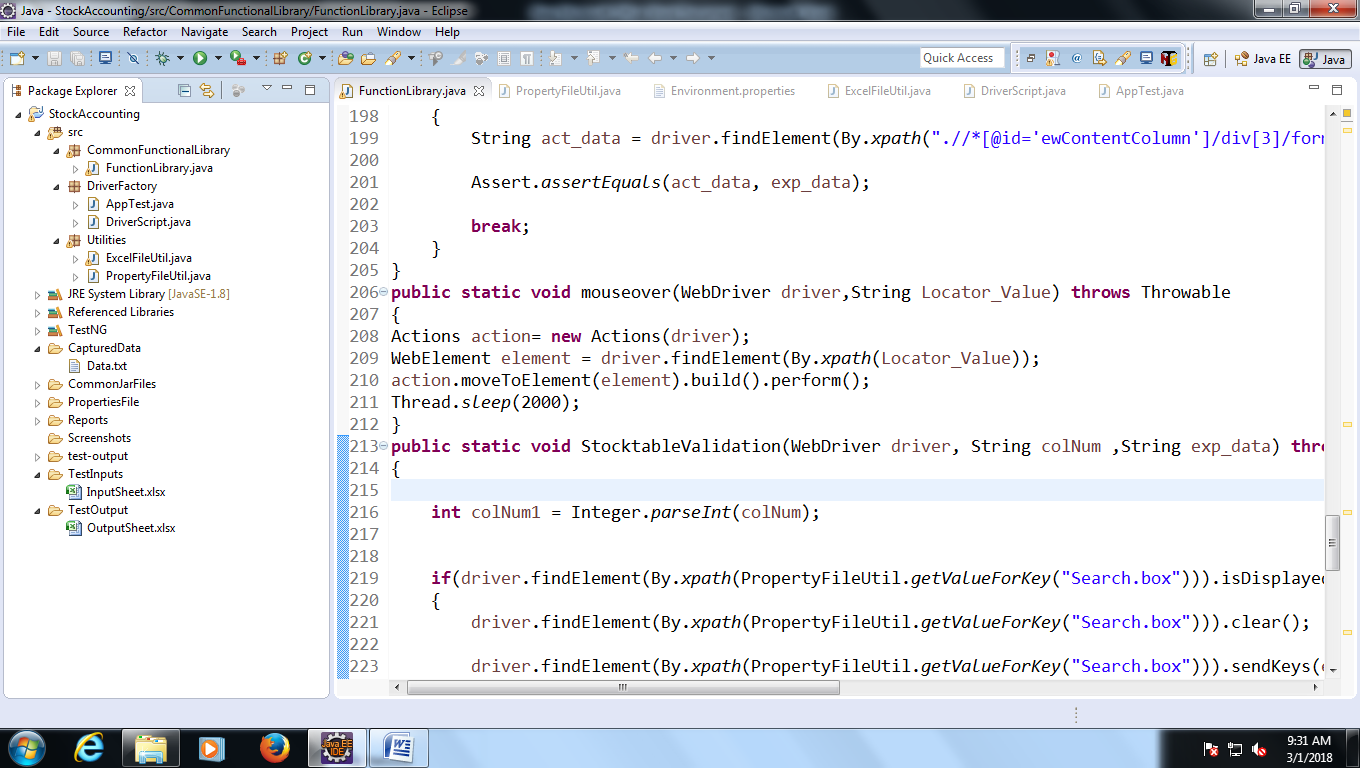 Java - StockAccounting/src/CommonFunctionalLibrary/FunctionLibrary.java - Eclipse
File Edit Source Refactor Navigate Search Project Run Window Help
Quick Access
Java EE
Java
Package Explorer
StockAccounting
src
CommonFunctionalLibrary
FunctionLibrary.java
DriverFactory
AppTest.java
DriverScript.java
Utilities
ExcelFileUtil.java
PropertyFileUtil.java
JRE System Library [JavaSE-1.8]
Referenced Libraries
TestNG
CapturedData
Data.txt
CommonJarFiles
PropertiesFile
Reports
Screenshots
test-output
TestInputs
InputSheet.xlsx
TestOutput
OutputSheet.xlsx
FunctionLibrary.java PropertyFileUtil.java Environment.properties ExcelFileUtil.java DriverScript.java AppTest.java
198 {
199 String act_data = driver.findElement(By.xpath(".//*[@id='ewContentColumn']/div[3]/for
200
201 Assert.assertEquals(act_data, exp_data);
202
203 break;
204 }
205 }
206 public static void mouseover(WebDriver driver,String Locator_Value) throws Throwable
207 {
208 Actions action= new Actions(driver);
209 WebElement element = driver.findElement(By.xpath(Locator_Value));
210 action.moveToElement(element).build().perform();
211 Thread.sleep(2000);
212 }
213 public static void StocktableValidation(WebDriver driver, String colNum ,String exp_data) thr
214 {
215
216 int colNum1 = Integer.parseInt(colNum);
217
218
219 if(driver.findElement(By.xpath(PropertyFileUtil.getValueForKey("Search.box"))).isDisplaye
220 {
221 driver.findElement(By.xpath(PropertyFileUtil.getValueForKey("Search.box"))).clear();
222
223 driver.findElement(By.xpath(PropertyFileUtil.getValueForKey("Search.box"))).sendKeys(
Java EE
IDE
9:31 AM
3/1/2018